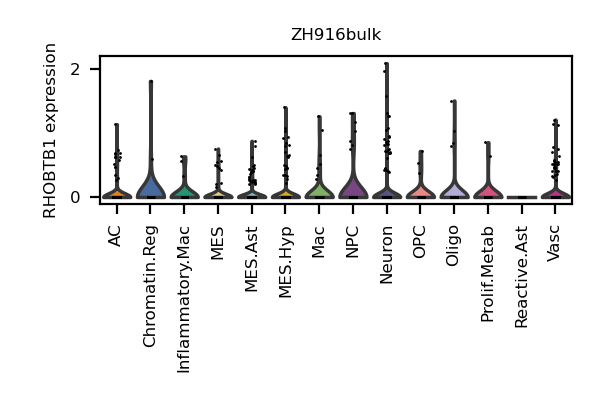 ZH916bulk
RHOBTB1 expression
2
0
AC
Chromatin.Reg
Inflammatory.Mac
MES
MES.Ast
MES.Hyp
Mac
NPC
Neuron
OPC
Oligo
Prolif.Metab
Reactive.Ast
Vasc